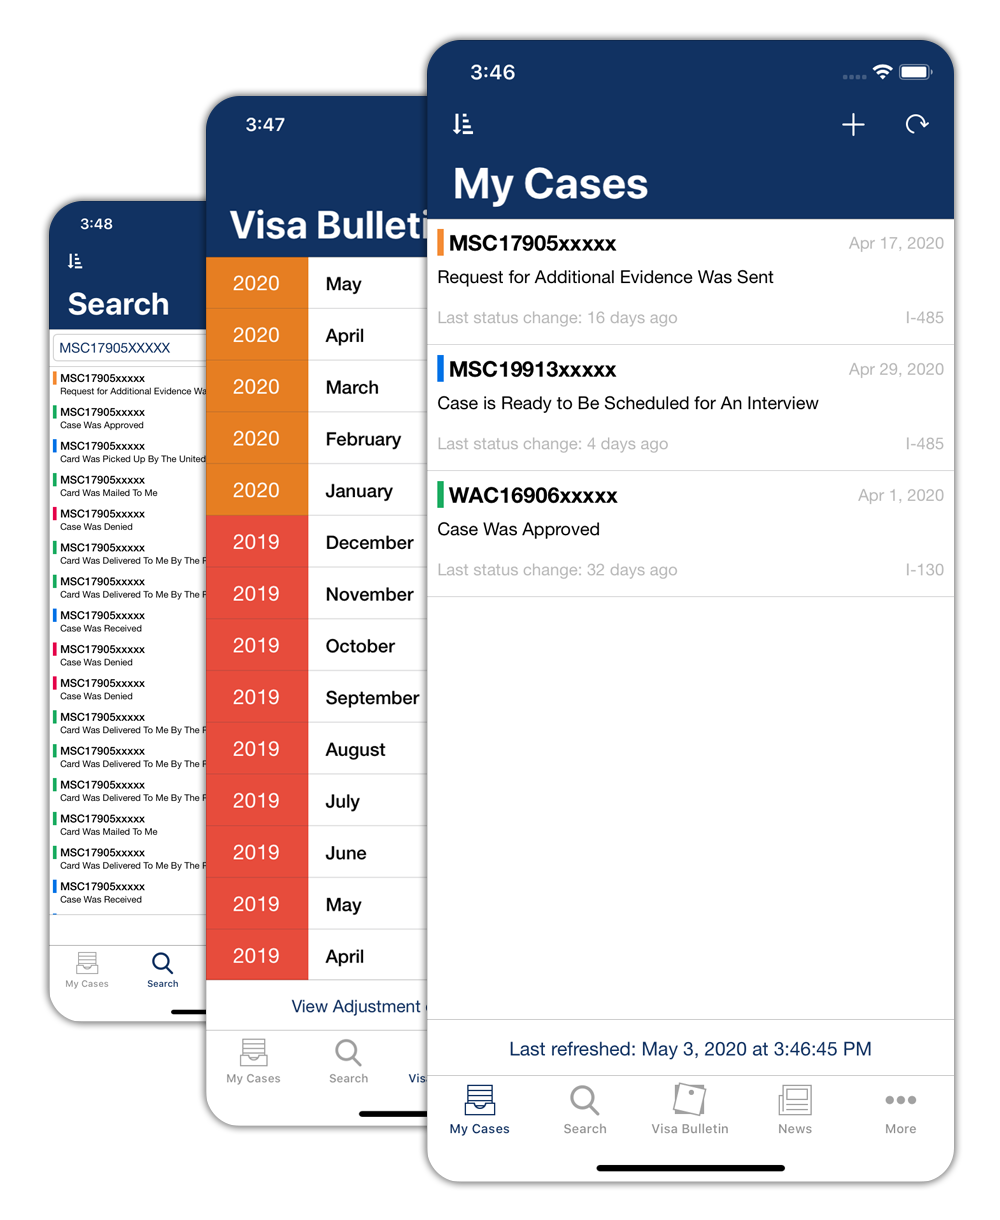 3:48
Search
MSC17905XXXXX
MSC17905xxxxx
Request for Additional Evidence Wa
MSC17905xxxxx
Case Was Approved
MSC17905xxxxx
Card Was Picked Up By The United
MSC17905xxxxx
Card Was Mailed To Me
MSC17905xxxxx
Case Was Denied
MSC17905xxxxx
Card Was Delivered To Me By The P
MSC17905xxxxx
Card Was Delivered To Me By The P
MSC17905xxxxx
Case Was Received
MSC17905xxxxx
Case Was Denied
MSC17905xxxxx
Case Was Denied
MSC17905xxxxx
Card Was Delivered To Me By The P
MSC17905xxxxx
Card Was Delivered To Me By The P
MSC17905xxxxx
Card Was Delivered To Me By The P
MSC17905xxxxx
Card Was Mailed To Me
MSC17905xxxxx
Card Was Delivered To Me By The P
MSC17905xxxxx
Case Was Received
My Cases Search
3:47
Visa Bulleti
2020 May
2020 April
2020 March
2020 February
2020 January
2019 December
2019 November
2019 October
2019 September
2019 August
2019 July
2019 June
2019 May
2019 April
View Adjustment
My Cases Search Vis
3:46
My Cases
MSC17905xxxxx Apr 17, 2020
Request for Additional Evidence Was Sent
Last status change: 16 days ago I-485
MSC19913xxxxx Apr 29, 2020
Case is Ready to Be Scheduled for An Interview
Last status change: 4 days ago I-485
WAC16906xxxxx Apr 1, 2020
Case Was Approved
Last status change: 32 days ago I-130
Last refreshed: May 3, 2020 at 3:46:45 PM
My Cases Search Visa Bulletin News More